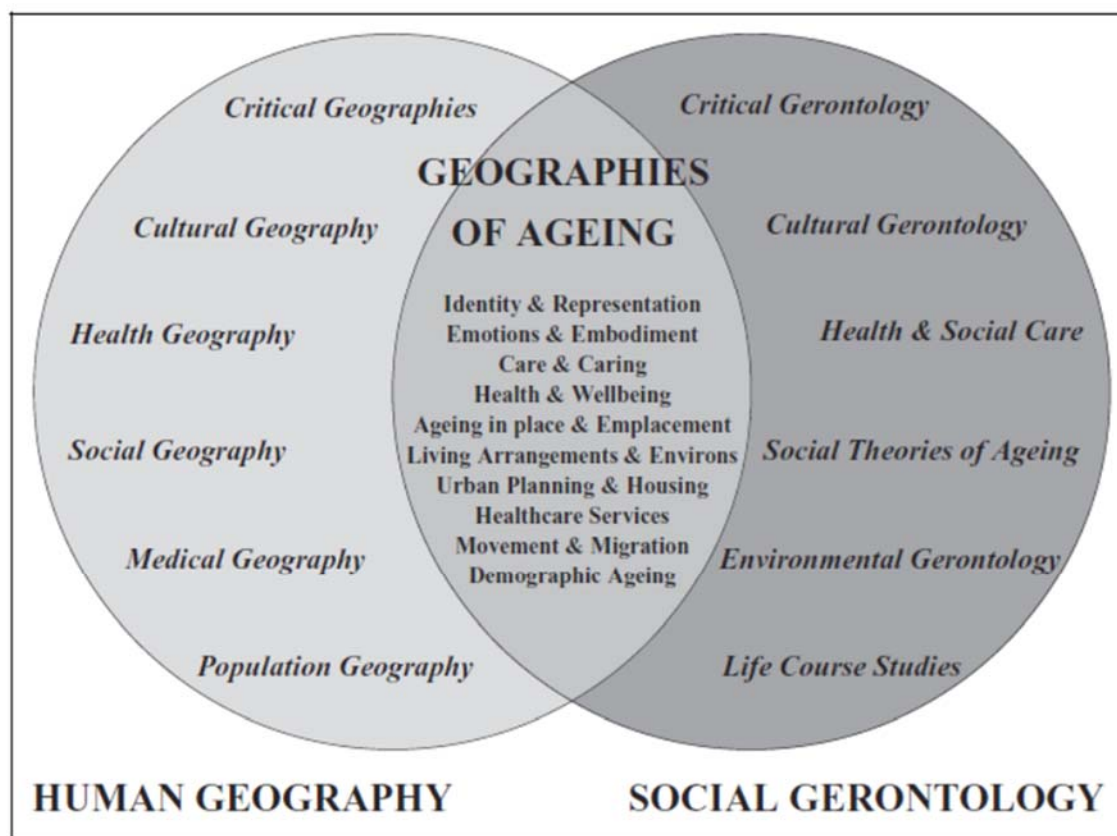 Critical Geographies
Cultural Geography
Health Geography
Social Geography
Medical Geography
Population Geography
GEOGRAPHIES
OF AGEING
Identity & Representation
Emotions & Embodiment
Care & Caring
Health & Wellbeing
Ageing in place & Emplacement
Living Arrangements & Environs
Urban Planning & Housing
Healthcare Services
Movement & Migration
Demographic Ageing
Critical Gerontology
Cultural Gerontology
Health & Social Care
Social Theories of Ageing
Environmental Gerontology
Life Course Studies
HUMAN GEOGRAPHY
SOCIAL GERONTOLOGY